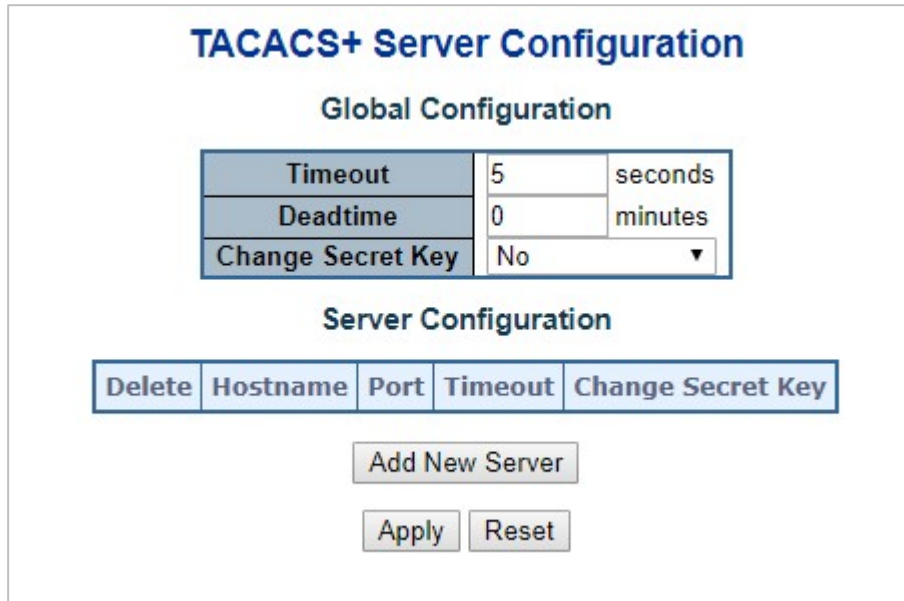 TACACS+ Server Configuration
Global Configuration
Timeout 5 seconds
Deadtime 0 minutes
Change Secret Key No
Server Configuration
Delete Hostname Port Timeout Change Secret Key
Add New Server
Apply Reset